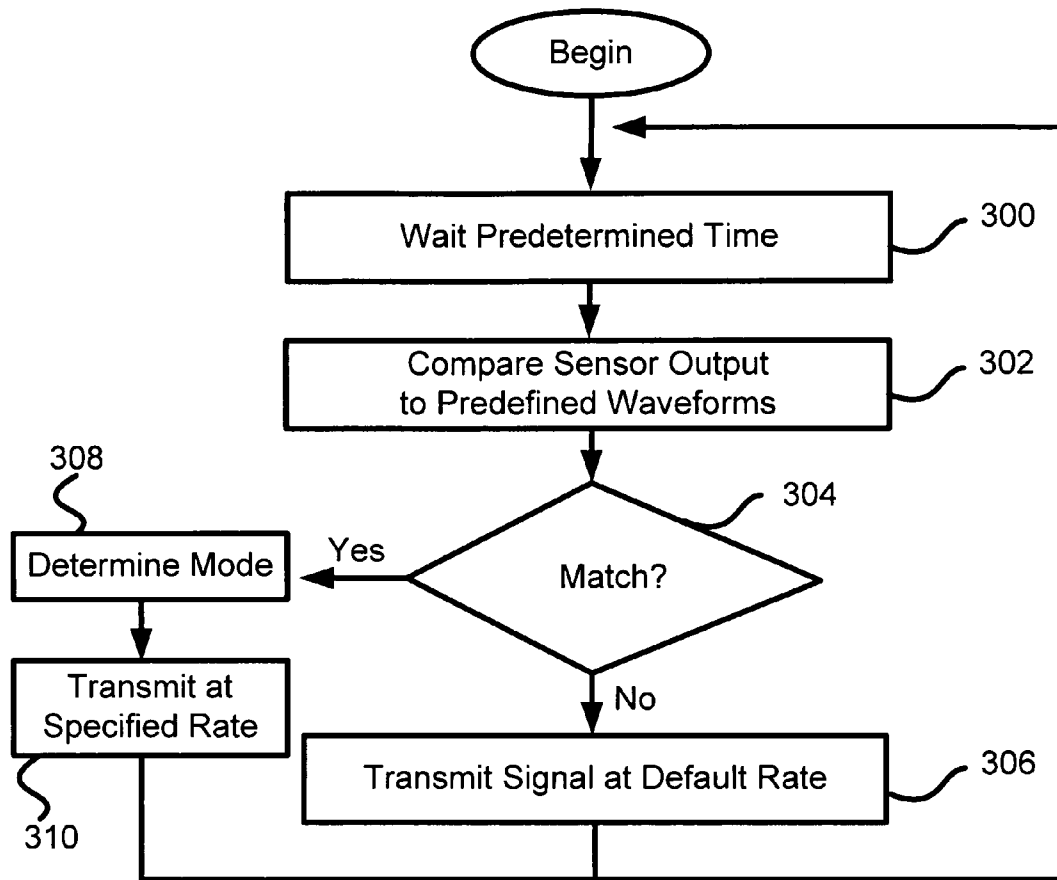 Begin
Wait Predetermined Time
300
Compare Sensor Output
to Predefined Waveforms
302
308
304
Determine Mode
Yes
Match?
Transmit at
Specified Rate
No
310
Transmit Signal at Default Rate
306